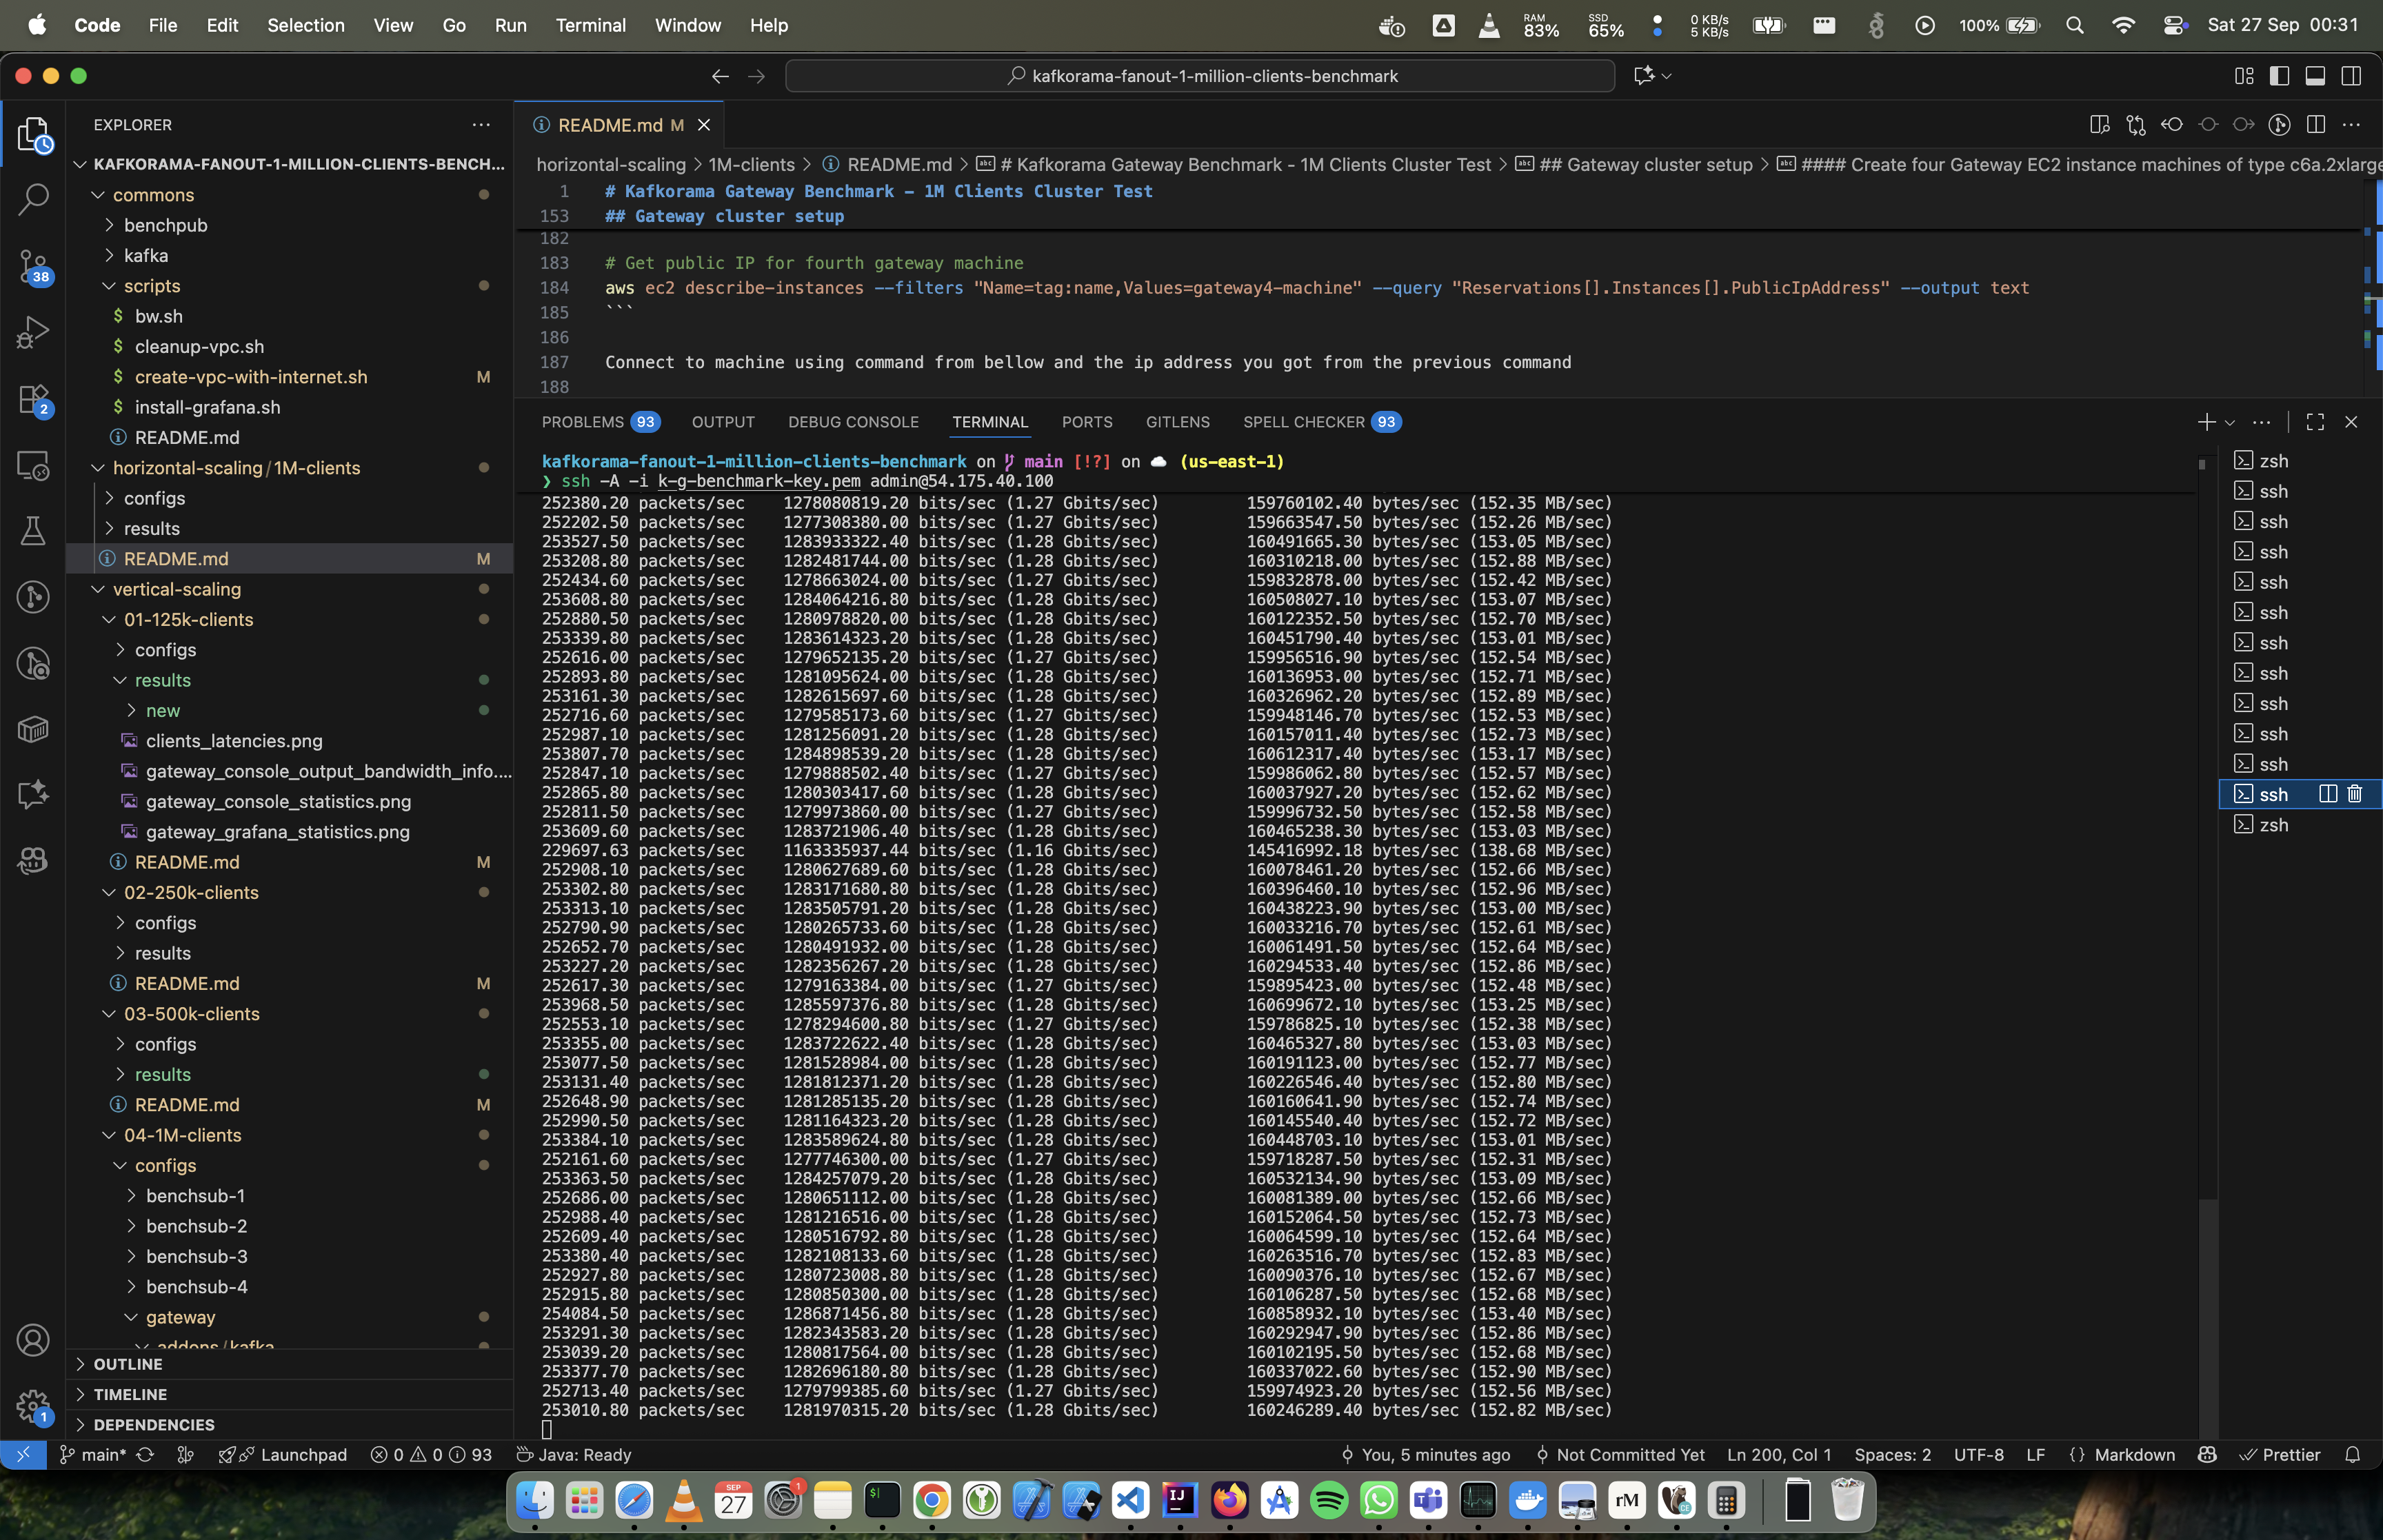 Code File Edit Selection View Go Run Terminal Window Help
RAM 83% SSD 65% 0 KB/s 5 KB/s 100% Sat 27 Sep 00:31
kafkorama-fanout-1-million-clients-benchmark
EXPLORER
KAFKORAMA-FANOUT-1-MILLION-CLIENTS-BENCH...
commons
benchpub
kafka
scripts
$ bw.sh
$ cleanup-vpc.sh
$ create-vpc-with-internet.sh M
$ install-grafana.sh
README.md
horizontal-scaling/1M-clients
configs
results
README.md M
vertical-scaling
01-125k-clients
configs
results
new
clients_latencies.png
gateway_console_output_bandwidth_info....
gateway_console_statistics.png
gateway_grafana_statistics.png
README.md M
02-250k-clients
configs
results
README.md M
03-500k-clients
configs
results
README.md M
04-1M-clients
configs
benchsub-1
benchsub-2
benchsub-3
benchsub-4
gateway
addons/kafka
OUTLINE
TIMELINE
DEPENDENCIES
38
2
1
README.md M
horizontal-scaling > 1M-clients > README.md > # Kafkorama Gateway Benchmark - 1M Clients Cluster Test > ## Gateway cluster setup > #### Create four Gateway EC2 instance machines of type c6a.2xlarge
1 # Kafkorama Gateway Benchmark - 1M Clients Cluster Test
153 ## Gateway cluster setup
182
183 # Get public IP for fourth gateway machine
184 aws ec2 describe-instances --filters "Name=tag:name,Values=gateway4-machine" --query "Reservations[].Instances[].PublicIpAddress" --output text
185 ```
186
187 Connect to machine using command from bellow and the ip address you got from the previous command
188
PROBLEMS 93 OUTPUT DEBUG CONSOLE TERMINAL PORTS GITLENS SPELL CHECKER 93
kafkorama-fanout-1-million-clients-benchmark on main [!?] on (us-east-1)
❯ ssh -A -i k-g-benchmark-key.pem admin@54.175.40.100
252380.20 packets/sec 1278080819.20 bits/sec (1.27 Gbits/sec) 159760102.40 bytes/sec (152.35 MB/sec)
252202.50 packets/sec 1277308380.00 bits/sec (1.27 Gbits/sec) 159663547.50 bytes/sec (152.26 MB/sec)
253527.50 packets/sec 1283933322.40 bits/sec (1.28 Gbits/sec) 160491665.30 bytes/sec (153.05 MB/sec)
253208.80 packets/sec 1282481744.00 bits/sec (1.28 Gbits/sec) 160310218.00 bytes/sec (152.88 MB/sec)
252434.60 packets/sec 1278663024.00 bits/sec (1.27 Gbits/sec) 159832878.00 bytes/sec (152.42 MB/sec)
253608.80 packets/sec 1284064216.80 bits/sec (1.28 Gbits/sec) 160508027.10 bytes/sec (153.07 MB/sec)
252880.50 packets/sec 1280978820.00 bits/sec (1.28 Gbits/sec) 160122352.50 bytes/sec (152.70 MB/sec)
253339.80 packets/sec 1283614323.20 bits/sec (1.28 Gbits/sec) 160451790.40 bytes/sec (153.01 MB/sec)
252616.00 packets/sec 1279652135.20 bits/sec (1.27 Gbits/sec) 159956516.90 bytes/sec (152.54 MB/sec)
252893.80 packets/sec 1281095624.00 bits/sec (1.28 Gbits/sec) 160136953.00 bytes/sec (152.71 MB/sec)
253161.30 packets/sec 1282615697.60 bits/sec (1.28 Gbits/sec) 160326962.20 bytes/sec (152.89 MB/sec)
252716.60 packets/sec 1279585173.60 bits/sec (1.27 Gbits/sec) 159948146.70 bytes/sec (152.53 MB/sec)
252987.10 packets/sec 1281256091.20 bits/sec (1.28 Gbits/sec) 160157011.40 bytes/sec (152.73 MB/sec)
253807.70 packets/sec 1284898539.20 bits/sec (1.28 Gbits/sec) 160612317.40 bytes/sec (153.17 MB/sec)
252847.10 packets/sec 1279888502.40 bits/sec (1.27 Gbits/sec) 159986062.80 bytes/sec (152.57 MB/sec)
252865.80 packets/sec 1280303417.60 bits/sec (1.28 Gbits/sec) 160037927.20 bytes/sec (152.62 MB/sec)
252811.50 packets/sec 1279973860.00 bits/sec (1.27 Gbits/sec) 159996732.50 bytes/sec (152.58 MB/sec)
253609.60 packets/sec 1283721906.40 bits/sec (1.28 Gbits/sec) 160465238.30 bytes/sec (153.03 MB/sec)
229697.63 packets/sec 1163335937.44 bits/sec (1.16 Gbits/sec) 145416992.18 bytes/sec (138.68 MB/sec)
252908.10 packets/sec 1280627689.60 bits/sec (1.28 Gbits/sec) 160078461.20 bytes/sec (152.66 MB/sec)
253302.80 packets/sec 1283171680.80 bits/sec (1.28 Gbits/sec) 160396460.10 bytes/sec (152.96 MB/sec)
253313.10 packets/sec 1283505791.20 bits/sec (1.28 Gbits/sec) 160438223.90 bytes/sec (153.00 MB/sec)
252790.90 packets/sec 1280265733.60 bits/sec (1.28 Gbits/sec) 160033216.70 bytes/sec (152.61 MB/sec)
252652.70 packets/sec 1280491932.00 bits/sec (1.28 Gbits/sec) 160061491.50 bytes/sec (152.64 MB/sec)
253227.20 packets/sec 1282356267.20 bits/sec (1.28 Gbits/sec) 160294533.40 bytes/sec (152.86 MB/sec)
252617.30 packets/sec 1279163384.00 bits/sec (1.27 Gbits/sec) 159895423.00 bytes/sec (152.48 MB/sec)
253968.50 packets/sec 1285597376.80 bits/sec (1.28 Gbits/sec) 160699672.10 bytes/sec (153.25 MB/sec)
252553.10 packets/sec 1278294600.80 bits/sec (1.27 Gbits/sec) 159786825.10 bytes/sec (152.38 MB/sec)
253355.00 packets/sec 1283722622.40 bits/sec (1.28 Gbits/sec) 160465327.80 bytes/sec (153.03 MB/sec)
253077.50 packets/sec 1281528984.00 bits/sec (1.28 Gbits/sec) 160191123.00 bytes/sec (152.77 MB/sec)
253131.40 packets/sec 1281812371.20 bits/sec (1.28 Gbits/sec) 160226546.40 bytes/sec (152.80 MB/sec)
252648.90 packets/sec 1281285135.20 bits/sec (1.28 Gbits/sec) 160160641.90 bytes/sec (152.74 MB/sec)
252990.50 packets/sec 1281164323.20 bits/sec (1.28 Gbits/sec) 160145540.40 bytes/sec (152.72 MB/sec)
253384.10 packets/sec 1283589624.80 bits/sec (1.28 Gbits/sec) 160448703.10 bytes/sec (153.01 MB/sec)
252161.60 packets/sec 1277746300.00 bits/sec (1.27 Gbits/sec) 159718287.50 bytes/sec (152.31 MB/sec)
253363.50 packets/sec 1284257079.20 bits/sec (1.28 Gbits/sec) 160532134.90 bytes/sec (153.09 MB/sec)
252686.00 packets/sec 1280651112.00 bits/sec (1.28 Gbits/sec) 160081389.00 bytes/sec (152.66 MB/sec)
252988.40 packets/sec 1281216516.00 bits/sec (1.28 Gbits/sec) 160152064.50 bytes/sec (152.73 MB/sec)
252609.40 packets/sec 1280516792.80 bits/sec (1.28 Gbits/sec) 160064599.10 bytes/sec (152.64 MB/sec)
253380.40 packets/sec 1282108133.60 bits/sec (1.28 Gbits/sec) 160263516.70 bytes/sec (152.83 MB/sec)
252927.80 packets/sec 1280723008.80 bits/sec (1.28 Gbits/sec) 160090376.10 bytes/sec (152.67 MB/sec)
252915.80 packets/sec 1280850300.00 bits/sec (1.28 Gbits/sec) 160106287.50 bytes/sec (152.68 MB/sec)
254084.50 packets/sec 1286871456.80 bits/sec (1.28 Gbits/sec) 160858932.10 bytes/sec (153.40 MB/sec)
253291.30 packets/sec 1282343583.20 bits/sec (1.28 Gbits/sec) 160292947.90 bytes/sec (152.86 MB/sec)
253039.20 packets/sec 1280817564.00 bits/sec (1.28 Gbits/sec) 160102195.50 bytes/sec (152.68 MB/sec)
253377.70 packets/sec 1282696180.80 bits/sec (1.28 Gbits/sec) 160337022.60 bytes/sec (152.90 MB/sec)
252713.40 packets/sec 1279799385.60 bits/sec (1.27 Gbits/sec) 159974923.20 bytes/sec (152.56 MB/sec)
253010.80 packets/sec 1281970315.20 bits/sec (1.28 Gbits/sec) 160246289.40 bytes/sec (152.82 MB/sec)
zsh
ssh
ssh
ssh
ssh
ssh
ssh
ssh
ssh
ssh
ssh
ssh
zsh
main* Launchpad 0 0 93 Java: Ready You, 5 minutes ago Not Committed Yet Ln 200, Col 1 Spaces: 2 UTF-8 LF {} Markdown Prettier
SEP 27
1
$
IJ
rM
CE